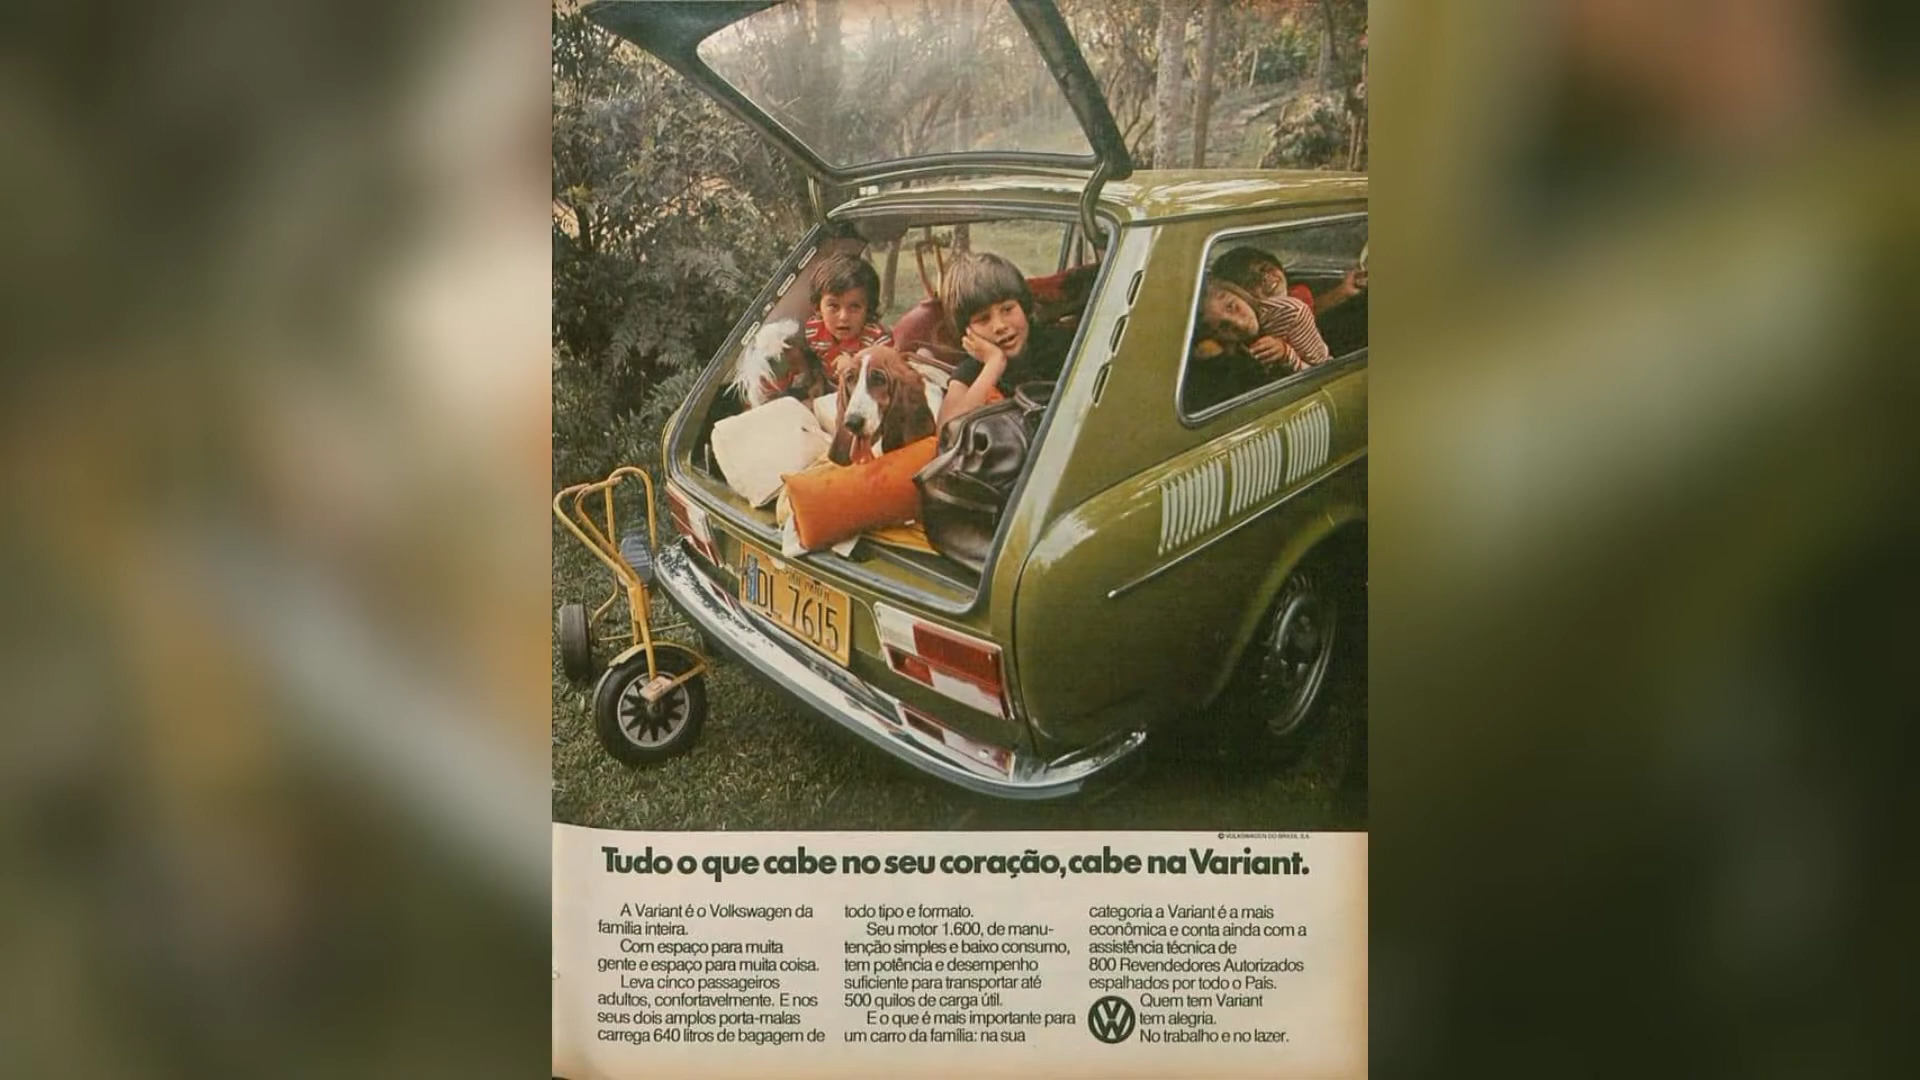 DL 7615
© VOLKSWAGEN DO BRASIL S.A.
Tudo o que cabe no seu coração, cabe na Variant.
A Variant é o Volkswagen da
família inteira.
Com espaço para muita
gente e espaço para muita coisa.
Leva cinco passageiros
adultos, confortavelmente. E nos
seus dois amplos porta-malas
carrega 640 litros de bagagem de
todo tipo e formato.
Seu motor 1.600, de manu-
tenção simples e baixo consumo,
tem potência e desempenho
suficiente para transportar até
500 quilos de carga útil.
E o que é mais importante para
um carro da família: na sua
categoria a Variant é a mais
econômica e conta ainda com a
assistência técnica de
800 Revendedores Autorizados
espalhados por todo o País.
Quem tem Variant
tem alegria.
No trabalho e no lazer.